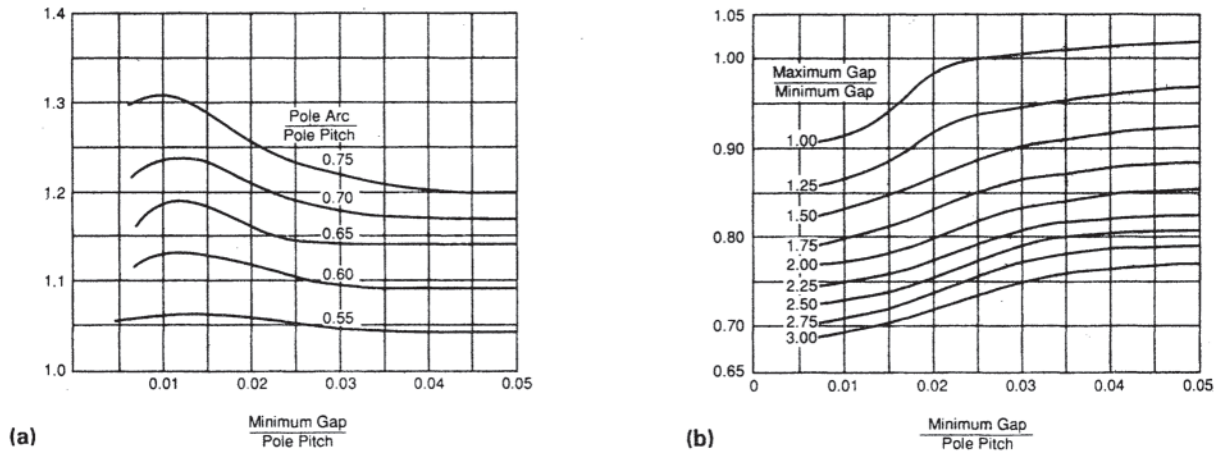 1.4
1.3
1.2
1.1
1.0
Pole Arc
Pole Pitch
0.75
0.70
0.65
0.60
0.55
0.01 0.02 0.03 0.04 0.05
Minimum Gap
Pole Pitch
(a)
1.05
1.00
0.90
0.80
0.70
0.65
Maximum Gap
Minimum Gap
1.00
1.25
1.50
1.75
2.00
2.25
2.50
2.75
3.00
0 0.01 0.02 0.03 0.04 0.05
Minimum Gap
Pole Pitch
(b)